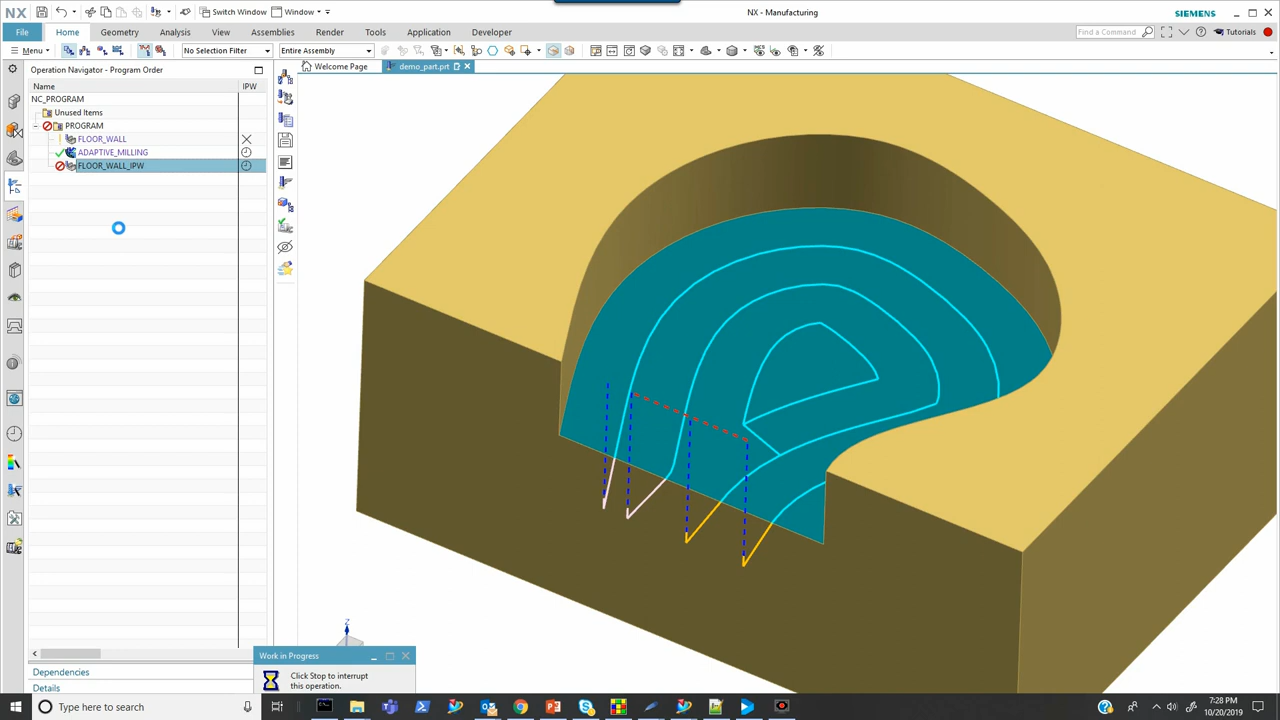 NX
Switch Window
Window
NX - Manufacturing
SIEMENS
File
Home
Geometry
Analysis
View
Assemblies
Render
Tools
Application
Developer
Find a Command
Tutorials
Menu
No Selection Filter
Entire Assembly
Operation Navigator - Program Order
Welcome Page
demo_part.prt
Name
IPW
NC_PROGRAM
Unused Items
PROGRAM
FLOOR_WALL
ADAPTIVE_MILLING
FLOOR_WALL_IPW
Z
Work in Progress
Click Stop to interrupt
this operation.
Dependencies
Details
Type here to search
7:28 PM
10/20/2019